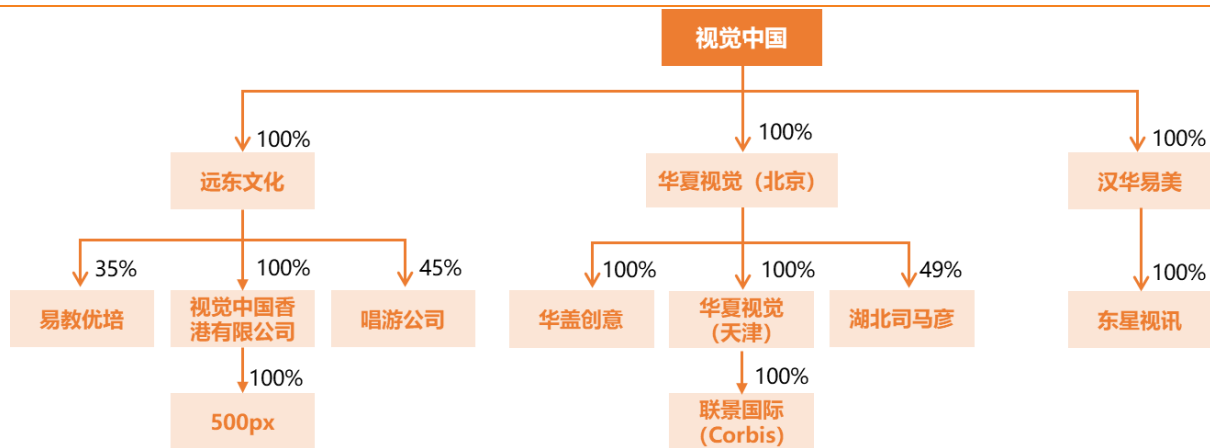 视觉中国
100%
100%
100%
远东文化
华夏视觉（北京）
汉华易美
35%
100%
45%
100%
100%
49%
100%
易教优培
视觉中国香
港有限公司
唱游公司
华盖创意
华夏视觉
（天津）
湖北司马彦
东星视讯
100%
100%
500px
联景国际
（Corbis）